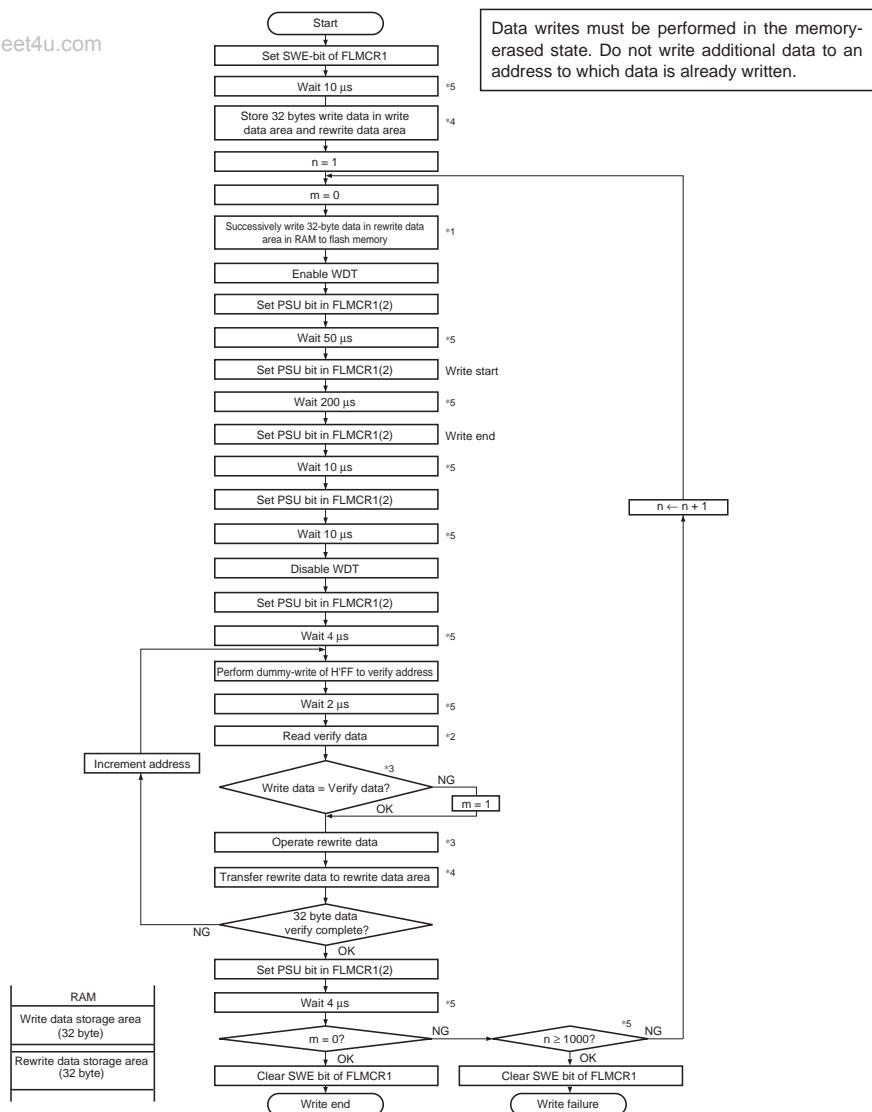 eet4u.com
Start
Data writes must be performed in the memory-
erased state. Do not write additional data to an
address to which data is already written.
Set SWE-bit of FLMCR1
Wait 10 μs
*5
Store 32 bytes write data in write
data area and rewrite data area
*4
n = 1
m = 0
Successively write 32-byte data in rewrite data
area in RAM to flash memory
*1
Enable WDT
Set PSU bit in FLMCR1(2)
Wait 50 μs
*5
Set PSU bit in FLMCR1(2)
Write start
Wait 200 μs
*5
Set PSU bit in FLMCR1(2)
Write end
Wait 10 μs
*5
Set PSU bit in FLMCR1(2)
n ← n + 1
Wait 10 μs
*5
Disable WDT
Set PSU bit in FLMCR1(2)
Wait 4 μs
*5
Perform dummy-write of H'FF to verify address
Wait 2 μs
*5
Read verify data
*2
Increment address
*3
Write data = Verify data?
NG
m = 1
OK
Operate rewrite data
*3
Transfer rewrite data to rewrite data area
*4
32 byte data
verify complete?
NG
OK
Set PSU bit in FLMCR1(2)
Wait 4 μs
*5
RAM
Write data storage area
(32 byte)
Rewrite data storage area
(32 byte)
m = 0?
NG
OK
n ≥ 1000?
*5
NG
OK
Clear SWE bit of FLMCR1
Clear SWE bit of FLMCR1
Write end
Write failure